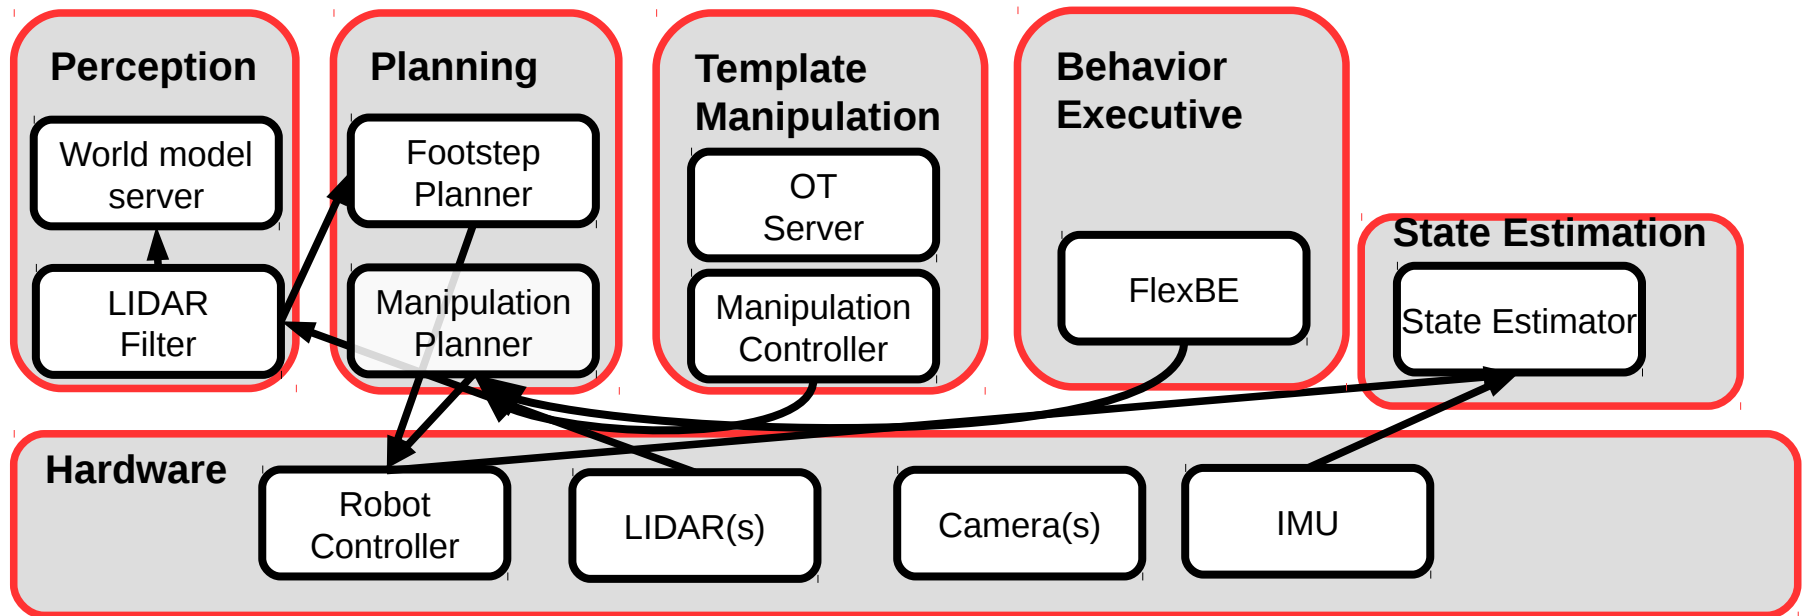 Perception
World model
server
LIDAR
Filter
Planning
Footstep
Planner
Manipulation
Planner
Template
Manipulation
OT
Server
Manipulation
Controller
Behavior
Executive
FlexBE
State Estimation
State Estimator
Hardware
Robot
Controller
LIDAR(s)
Camera(s)
IMU